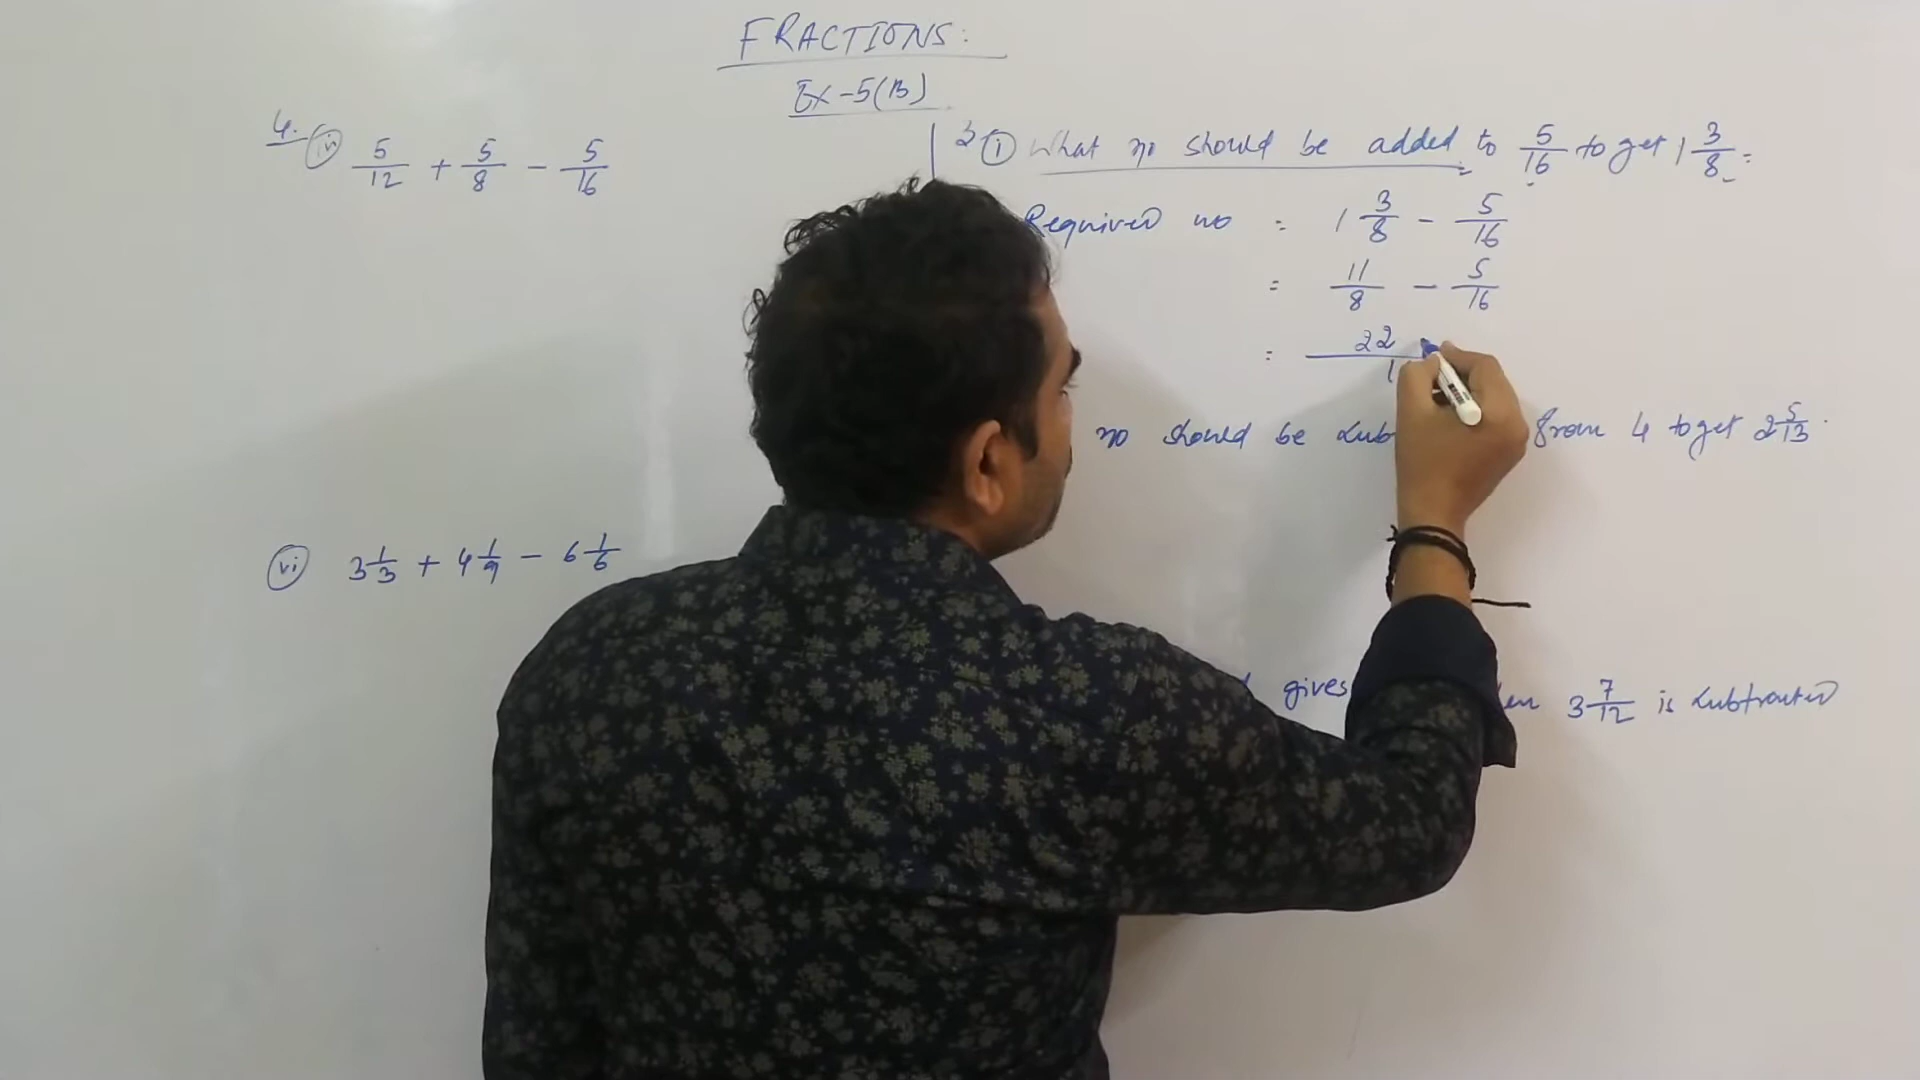 FRACTIONS:
Ex-5(B)
4. (iv) 5/12 + 5/8 - 5/16
(vi) 3 1/3 + 4 1/9 - 6 1/6
3 (i) What no should be added to 5/16 to get 1 3/8 =
Required no = 1 3/8 - 5/16
= 11/8 - 5/16
= 22
no should be from 4 to get 2 5/13.
gives 3 7/12 is subtracted